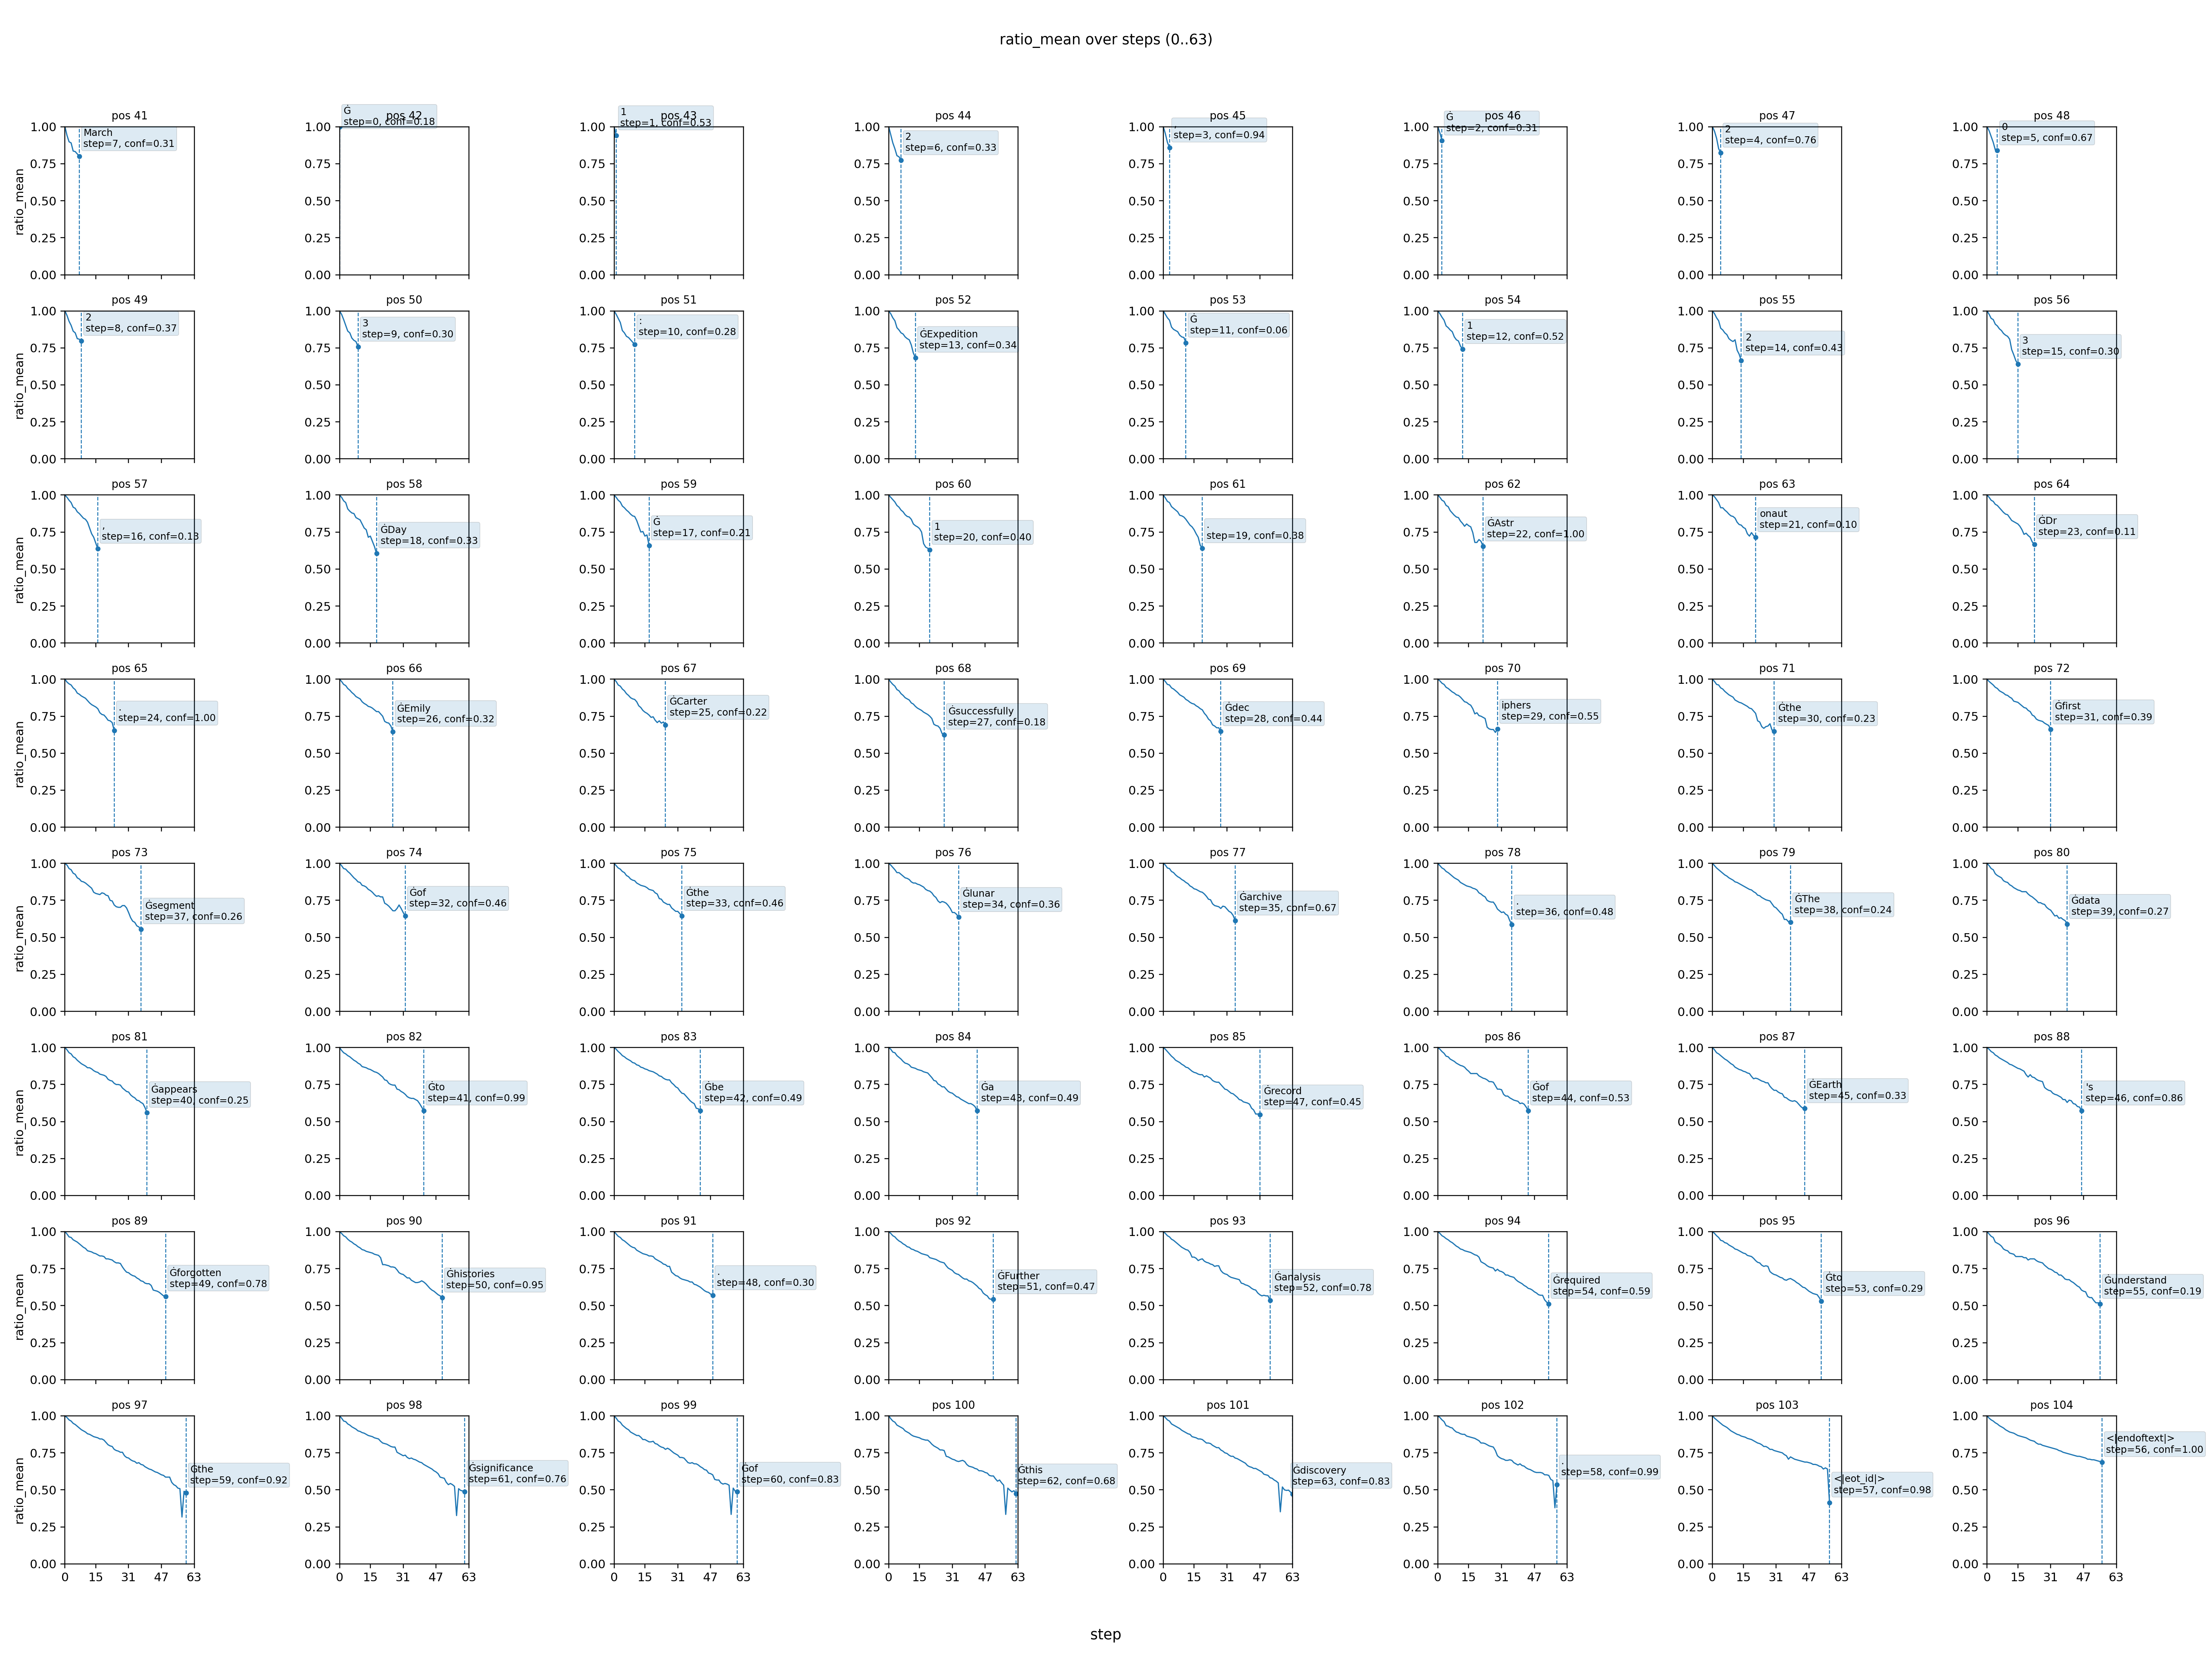 ratio_mean over steps (0..63)
pos 41
March
step=7, conf=0.31
pos 42
Ġ
step=0, conf=0.18
pos 43
1
step=1, conf=0.53
pos 44
2
step=6, conf=0.33
pos 45
step=3, conf=0.94
pos 46
Ġ
step=2, conf=0.31
pos 47
2
step=4, conf=0.76
pos 48
0
step=5, conf=0.67
pos 49
2
step=8, conf=0.37
pos 50
3
step=9, conf=0.30
pos 51
:
step=10, conf=0.28
pos 52
ĠExpedition
step=13, conf=0.34
pos 53
Ġ
step=11, conf=0.06
pos 54
1
step=12, conf=0.52
pos 55
2
step=14, conf=0.43
pos 56
3
step=15, conf=0.30
pos 57
,
step=16, conf=0.13
pos 58
ĠDay
step=18, conf=0.33
pos 59
Ġ
step=17, conf=0.21
pos 60
1
step=20, conf=0.40
pos 61
.
step=19, conf=0.38
pos 62
ĠAstr
step=22, conf=1.00
pos 63
onaut
step=21, conf=0.10
pos 64
ĠDr
step=23, conf=0.11
pos 65
.
step=24, conf=1.00
pos 66
ĠEmily
step=26, conf=0.32
pos 67
ĠCarter
step=25, conf=0.22
pos 68
Ġsuccessfully
step=27, conf=0.18
pos 69
Ġdec
step=28, conf=0.44
pos 70
iphers
step=29, conf=0.55
pos 71
Ġthe
step=30, conf=0.23
pos 72
Ġfirst
step=31, conf=0.39
pos 73
Ġsegment
step=37, conf=0.26
pos 74
Ġof
step=32, conf=0.46
pos 75
Ġthe
step=33, conf=0.46
pos 76
Ġlunar
step=34, conf=0.36
pos 77
Ġarchive
step=35, conf=0.67
pos 78
.
step=36, conf=0.48
pos 79
ĠThe
step=38, conf=0.24
pos 80
Ġdata
step=39, conf=0.27
pos 81
Ġappears
step=40, conf=0.25
pos 82
Ġto
step=41, conf=0.99
pos 83
Ġbe
step=42, conf=0.49
pos 84
Ġa
step=43, conf=0.49
pos 85
Ġrecord
step=47, conf=0.45
pos 86
Ġof
step=44, conf=0.53
pos 87
ĠEarth
step=45, conf=0.33
pos 88
's
step=46, conf=0.86
pos 89
Ġforgotten
step=49, conf=0.78
pos 90
Ġhistories
step=50, conf=0.95
pos 91
.
step=48, conf=0.30
pos 92
ĠFurther
step=51, conf=0.47
pos 93
Ġanalysis
step=52, conf=0.78
pos 94
Ġrequired
step=54, conf=0.59
pos 95
Ġto
step=53, conf=0.29
pos 96
Ġunderstand
step=55, conf=0.19
pos 97
Ġthe
step=59, conf=0.92
pos 98
Ġsignificance
step=61, conf=0.76
pos 99
Ġof
step=60, conf=0.83
pos 100
Ġthis
step=62, conf=0.68
pos 101
Ġdiscovery
step=63, conf=0.83
pos 102
.
step=58, conf=0.99
pos 103
<|eot_id|>
step=57, conf=0.98
pos 104
<|endoftext|>
step=56, conf=1.00
ratio_mean
1.00
0.75
0.50
0.25
0.00
0 15 31 47 63
step